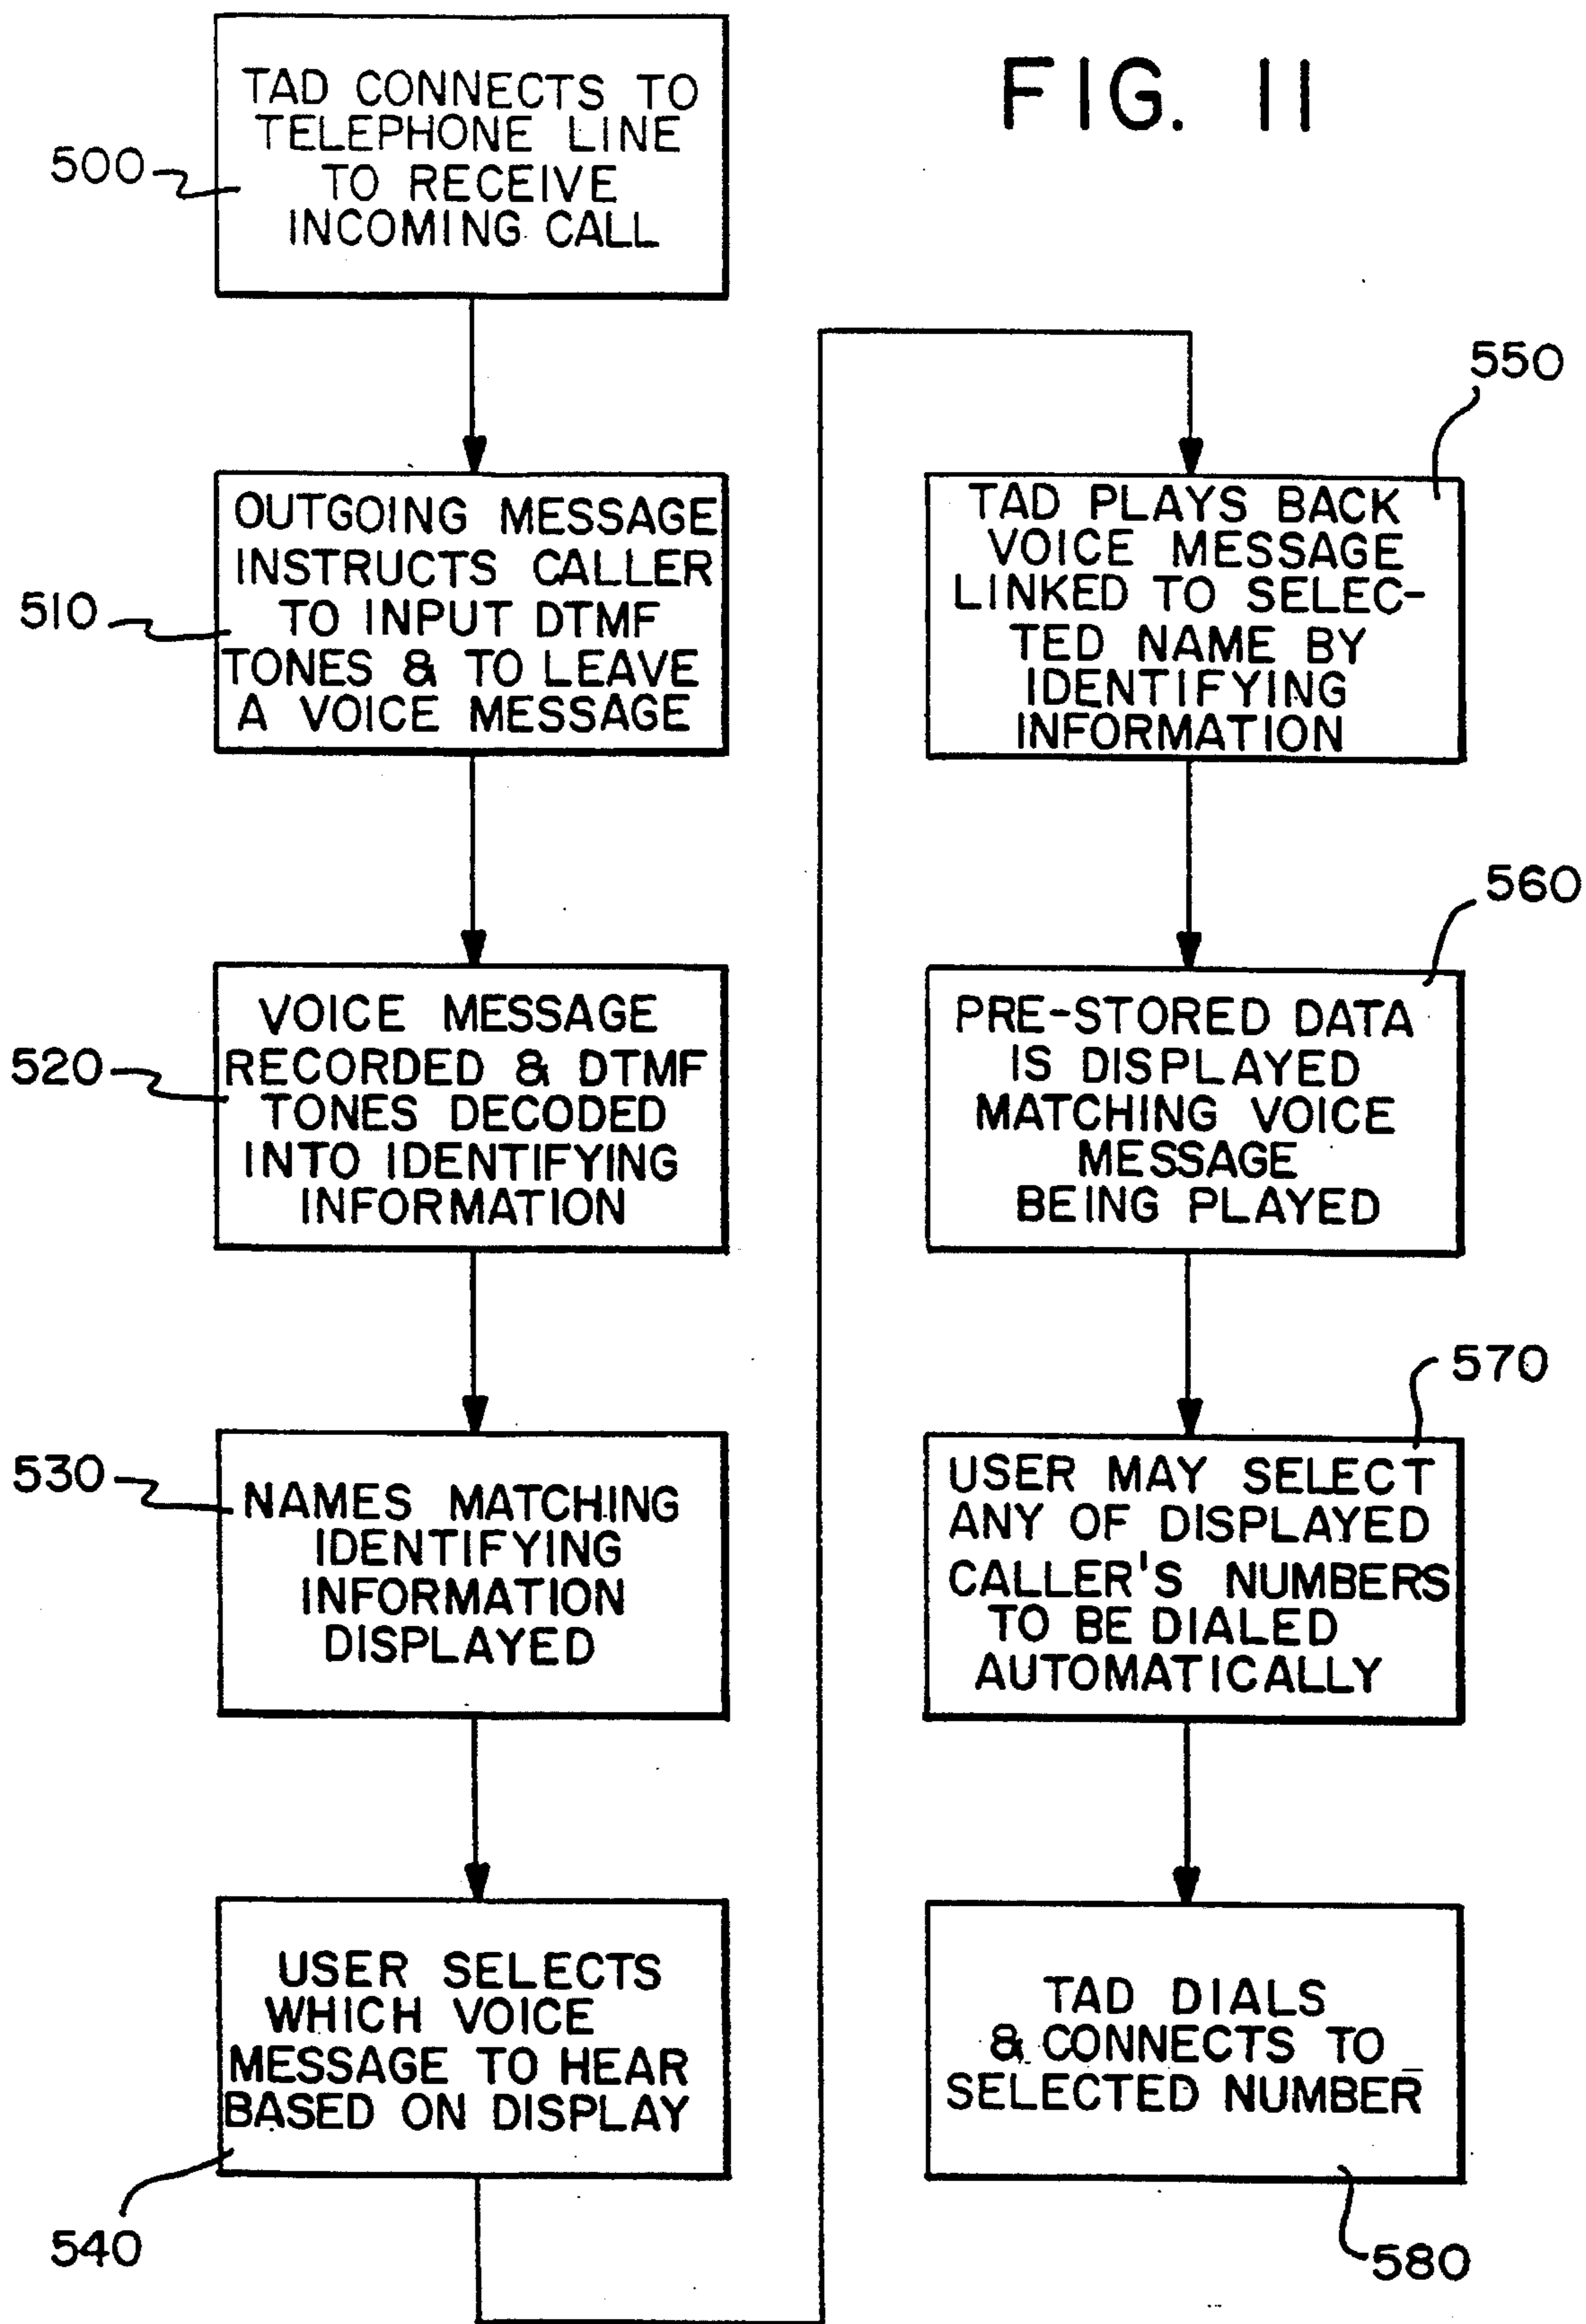 FIG. 11
500
TAD CONNECTS TO
TELEPHONE LINE
TO RECEIVE
INCOMING CALL
510
OUTGOING MESSAGE
INSTRUCTS CALLER
TO INPUT DTMF
TONES & TO LEAVE
A VOICE MESSAGE
520
VOICE MESSAGE
RECORDED & DTMF
TONES DECODED
INTO IDENTIFYING
INFORMATION
530
NAMES MATCHING
IDENTIFYING
INFORMATION
DISPLAYED
USER SELECTS
WHICH VOICE
MESSAGE TO HEAR
BASED ON DISPLAY
540
550
TAD PLAYS BACK
VOICE MESSAGE
LINKED TO SELEC-
TED NAME BY
IDENTIFYING
INFORMATION
560
PRE-STORED DATA
IS DISPLAYED
MATCHING VOICE
MESSAGE
BEING PLAYED
570
USER MAY SELECT
ANY OF DISPLAYED
CALLER'S NUMBERS
TO BE DIALED
AUTOMATICALLY
TAD DIALS
& CONNECTS TO
SELECTED NUMBER
580